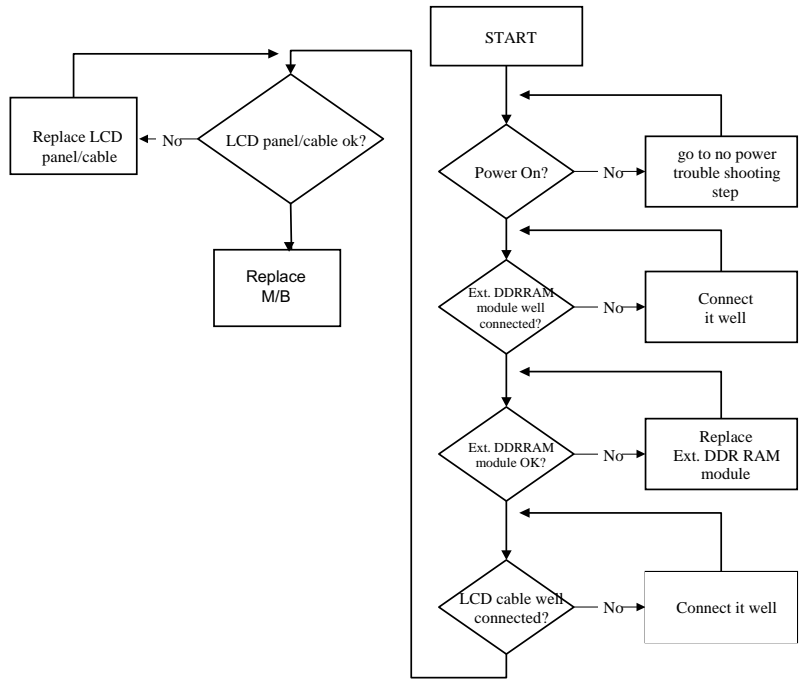 START
Power On?
No
go to no power
trouble shooting
step
Ext. DDRRAM
module well
connected?
No
Connect
it well
Ext. DDRRAM
module OK?
No
Replace
Ext. DDR RAM
module
LCD cable well
connected?
No
Connect it well
LCD panel/cable ok?
No
Replace LCD
panel/cable
Replace
M/B